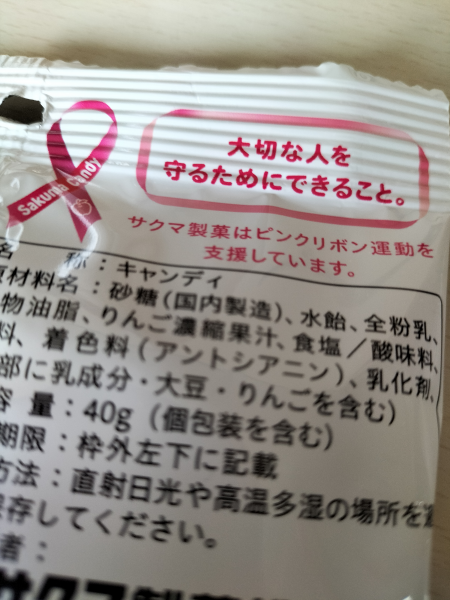 Sakuma Candy
大切な人を
守るためにできること。
サクマ製菓はピンクリボン運動を
支援しています。
名 称：キャンディ
原材料名：砂糖（国内製造）、水飴、全粉乳、
物油脂、りんご濃縮果汁、食塩／酸味料、
料、着色料（アントシアニン）、乳化剤、
部に乳成分・大豆・りんごを含む）
容 量：40g（個包装を含む）
期限：枠外左下に記載
方法：直射日光や高温多湿の場所を
保存してください。
者：
サクマ製菓